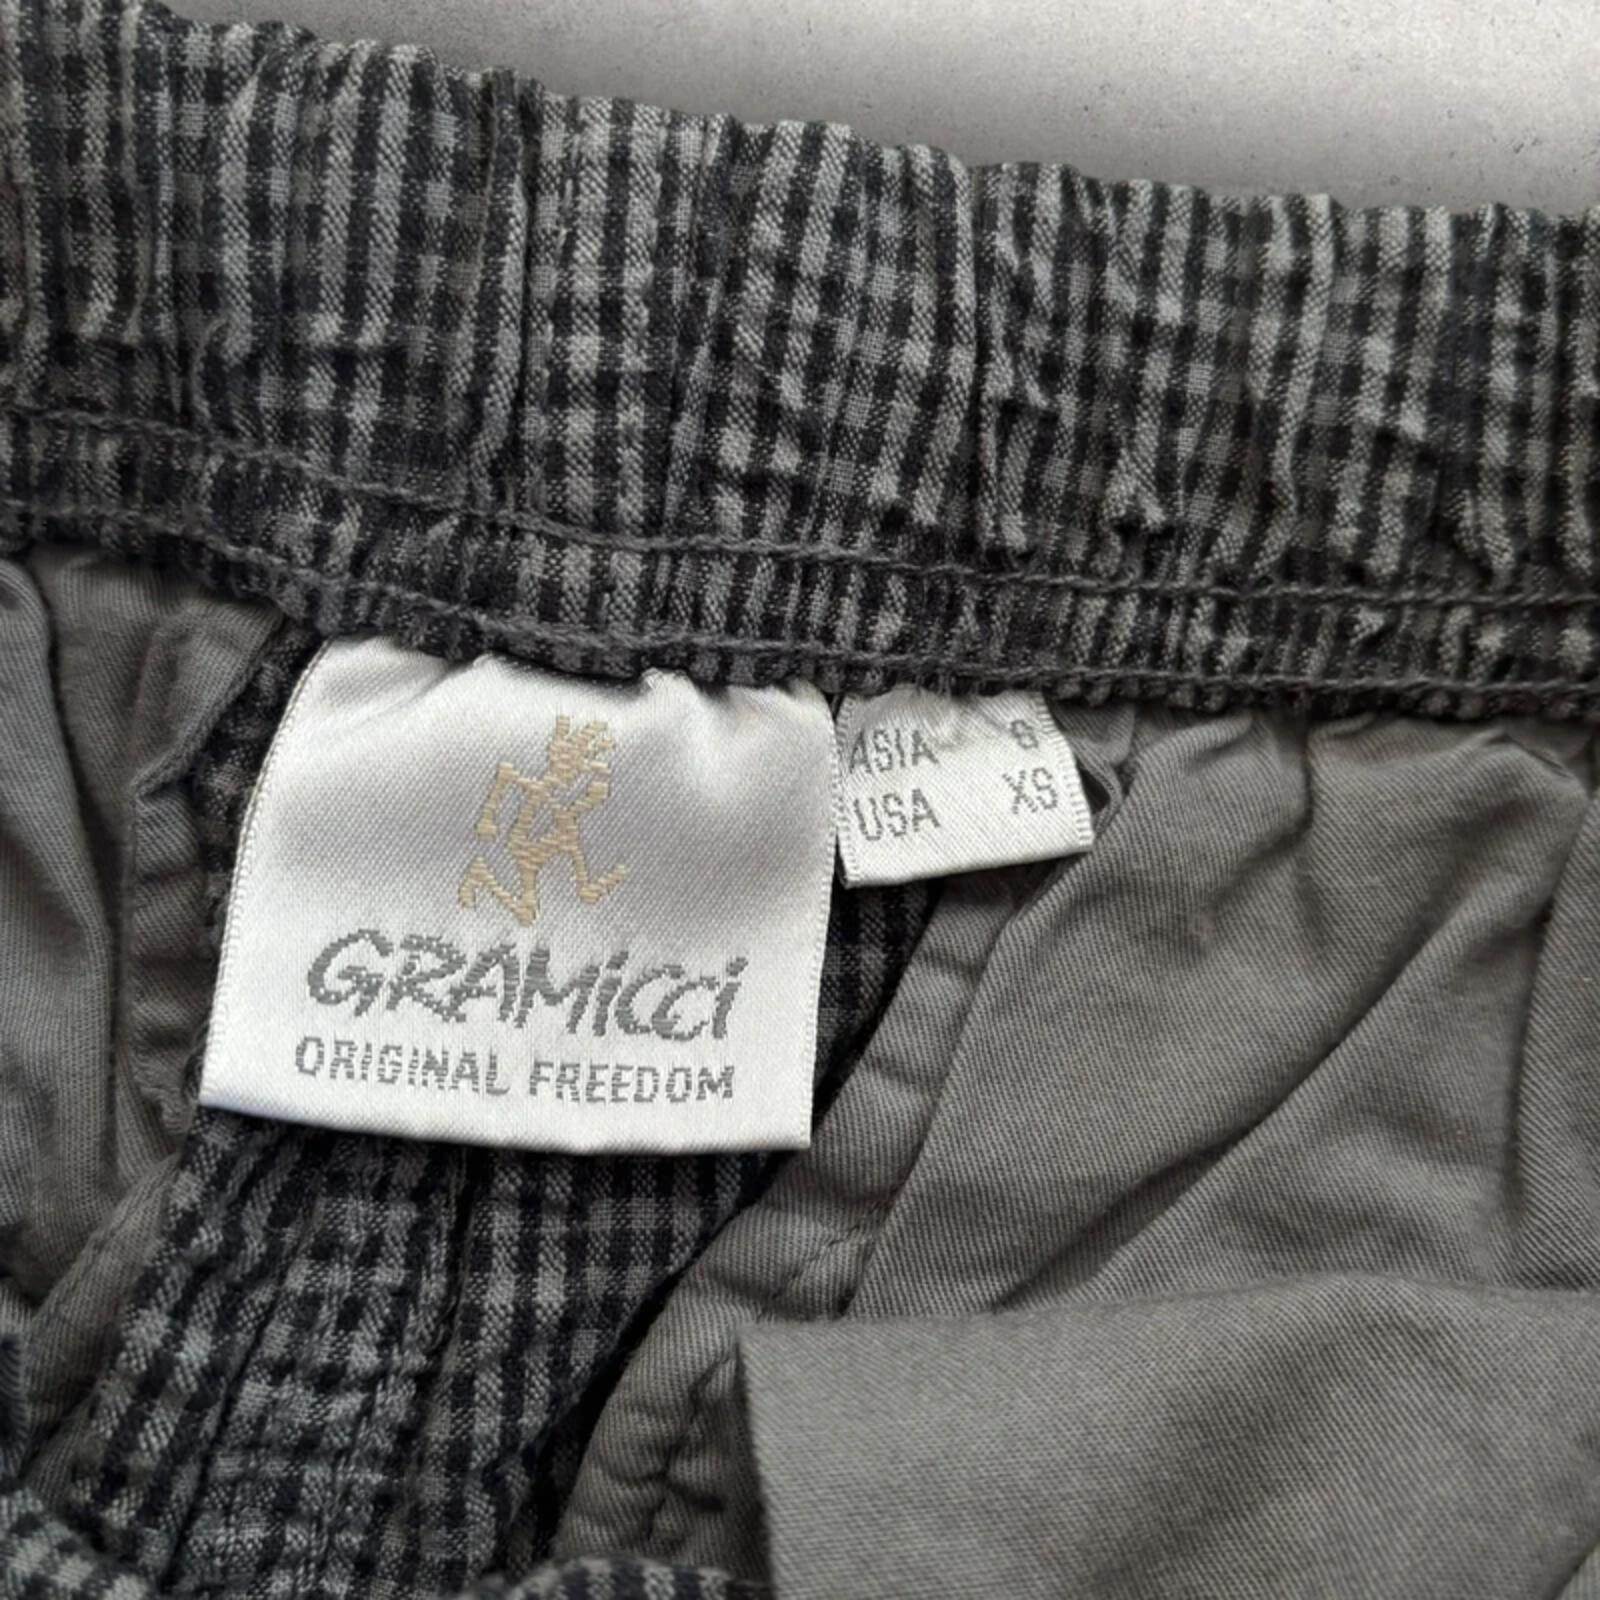 GRAMiCCi
ORIGINAL FREEDOM
ASIA S
USA XS